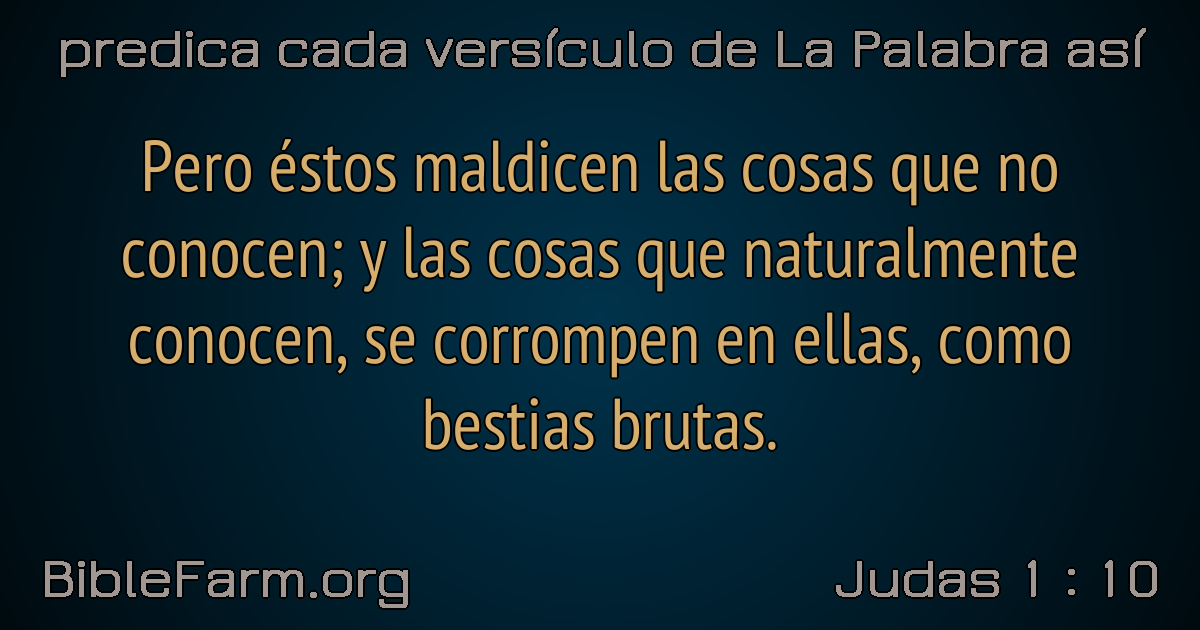 predica cada versículo de La Palabra así
Pero éstos maldicen las cosas que no
conocen; y las cosas que naturalmente
conocen, se corrompen en ellas, como
bestias brutas.
BibleFarm.org
Judas 1 : 10